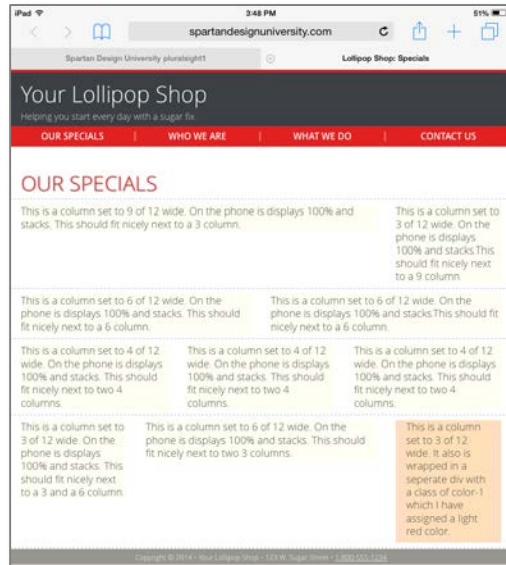 iPad 3:48 PM 51%
spartandesignuniversity.com
Spartan Design University pluralsight1 Lollipop Shop: Specials
Your Lollipop Shop
Helping you start every day with a sugar fix.
OUR SPECIALS | WHO WE ARE | WHAT WE DO | CONTACT US
OUR SPECIALS
This is a column set to 9 of 12 wide. On the phone is displays 100% and
stacks. This should fit nicely next to a 3 column.
This is a column set to
3 of 12 wide. On the
phone is displays
100% and stacks.This
should fit nicely next
to a 9 column.
This is a column set to 6 of 12 wide. On the
phone is displays 100% and stacks. This should
fit nicely next to a 6 column.
This is a column set to 6 of 12 wide. On the
phone is displays 100% and stacks.This should fit
nicely next to a 6 column.
This is a column set to 4 of 12
wide. On the phone is displays
100% and stacks. This should
fit nicely next to two 4
columns.
This is a column set to 4 of 12
wide. On the phone is displays
100% and stacks. This should
fit nicely next to two 4
columns.
This is a column set to 4 of 12
wide. On the phone is displays
100% and stacks. This should
fit nicely next to two 4
columns.
This is a column set to
3 of 12 wide. On the
phone is displays
100% and stacks. This
should fit nicely next
to a 3 and a 6 column.
This is a column set to 6 of 12 wide. On the
phone is displays 100% and stacks. This should
fit nicely next to two 3 columns.
This is a column
set to 3 of 12
wide. It also is
wrapped in a
seperate div with
a class of color-1
which I have
assigned a light
red color.
Copyright © 2014 • Your Lollipop Shop • 123 W. Sugar Street • 1-800-555-1234